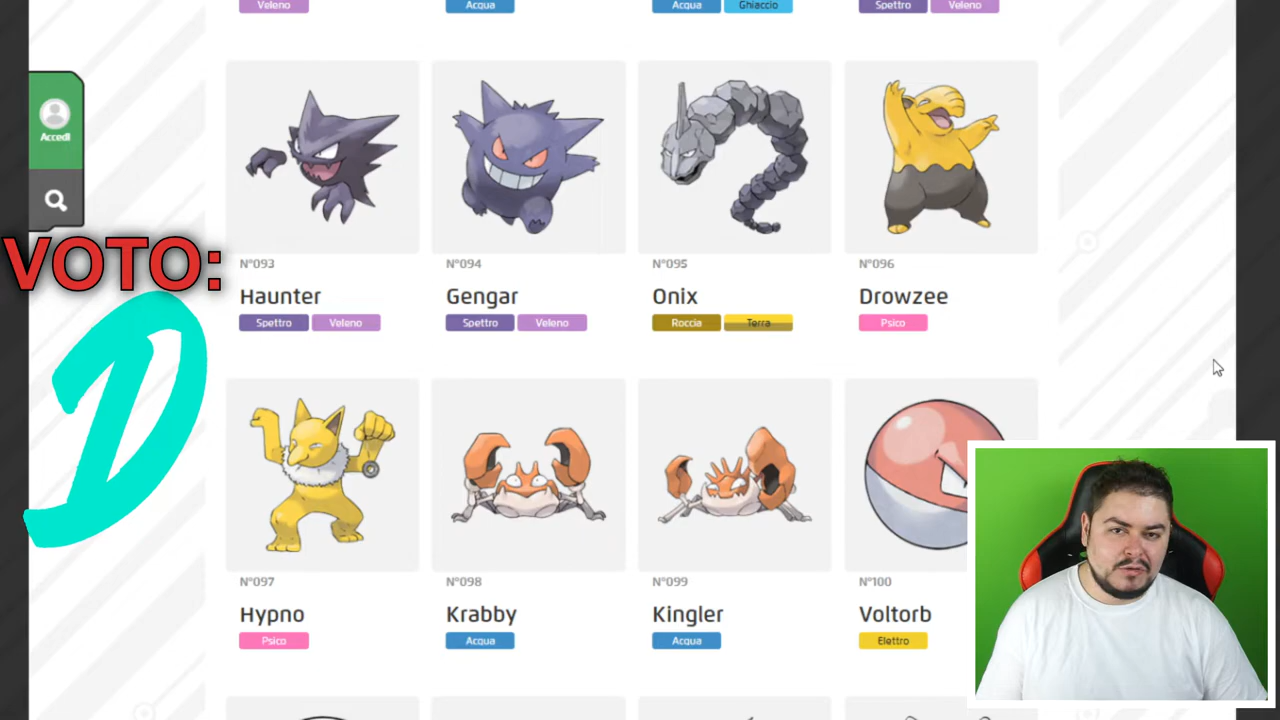 Veleno
Acqua
Acqua Ghiaccio
Spettro Veleno
Accedi
VOTO:
D
N°093
Haunter
Spettro Veleno
N°094
Gengar
Spettro Veleno
N°095
Onix
Roccia Terra
N°096
Drowzee
Psico
N°097
Hypno
Psico
N°098
Krabby
Acqua
N°099
Kingler
Acqua
N°100
Voltorb
Elettro